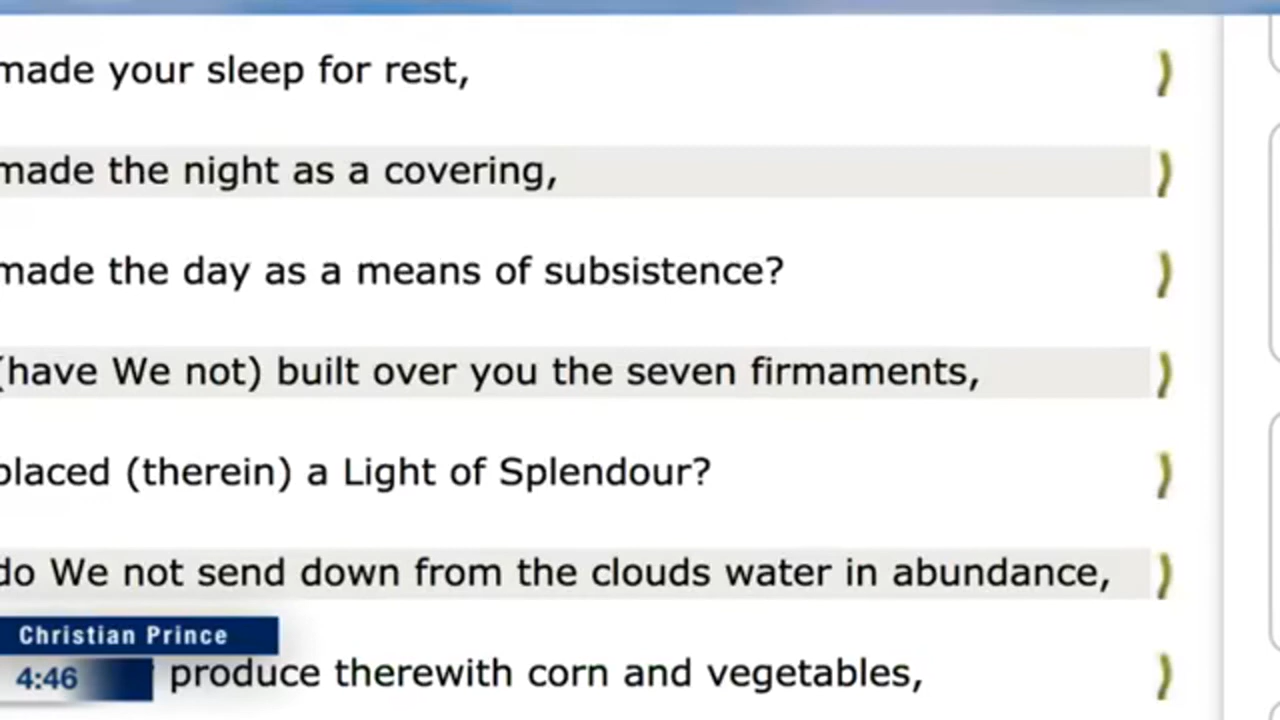 made your sleep for rest,
made the night as a covering,
made the day as a means of subsistence?
(have We not) built over you the seven firmaments,
placed (therein) a Light of Splendour?
do We not send down from the clouds water in abundance,
Christian Prince
4:46
produce therewith corn and vegetables,